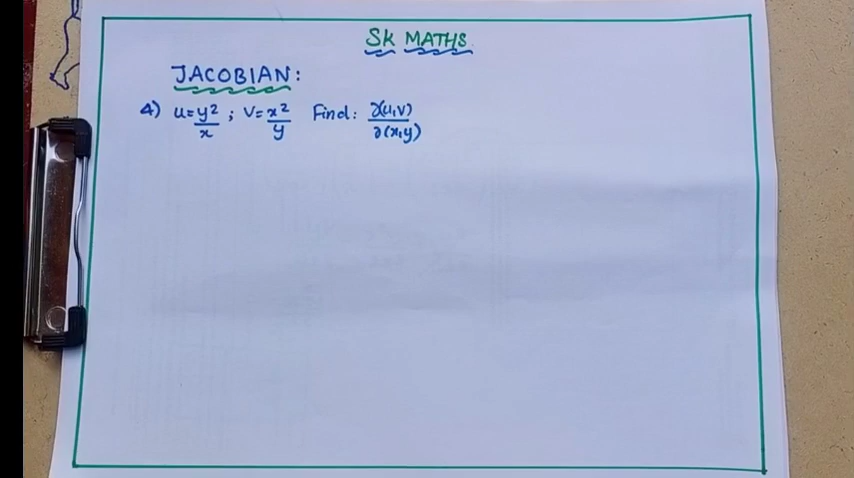 SK MATHS.
JACOBIAN:
4) u=y²/x ; v=x²/y Find: ∂(u,v)/∂(x,y)